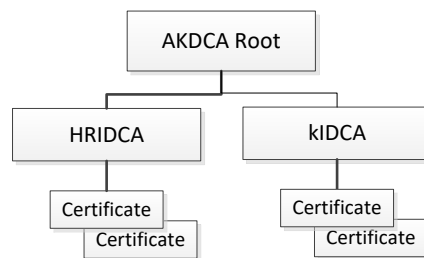 AKDCA Root
HRIDCA
kIDCA
Certificate
Certificate
Certificate
Certificate